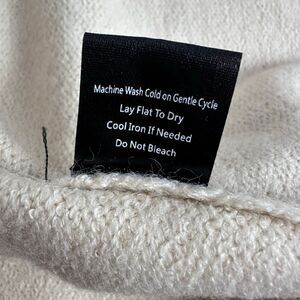 Machine Wash Cold on Gentle Cycle
Lay Flat To Dry
Cool Iron If Needed
Do Not Bleach